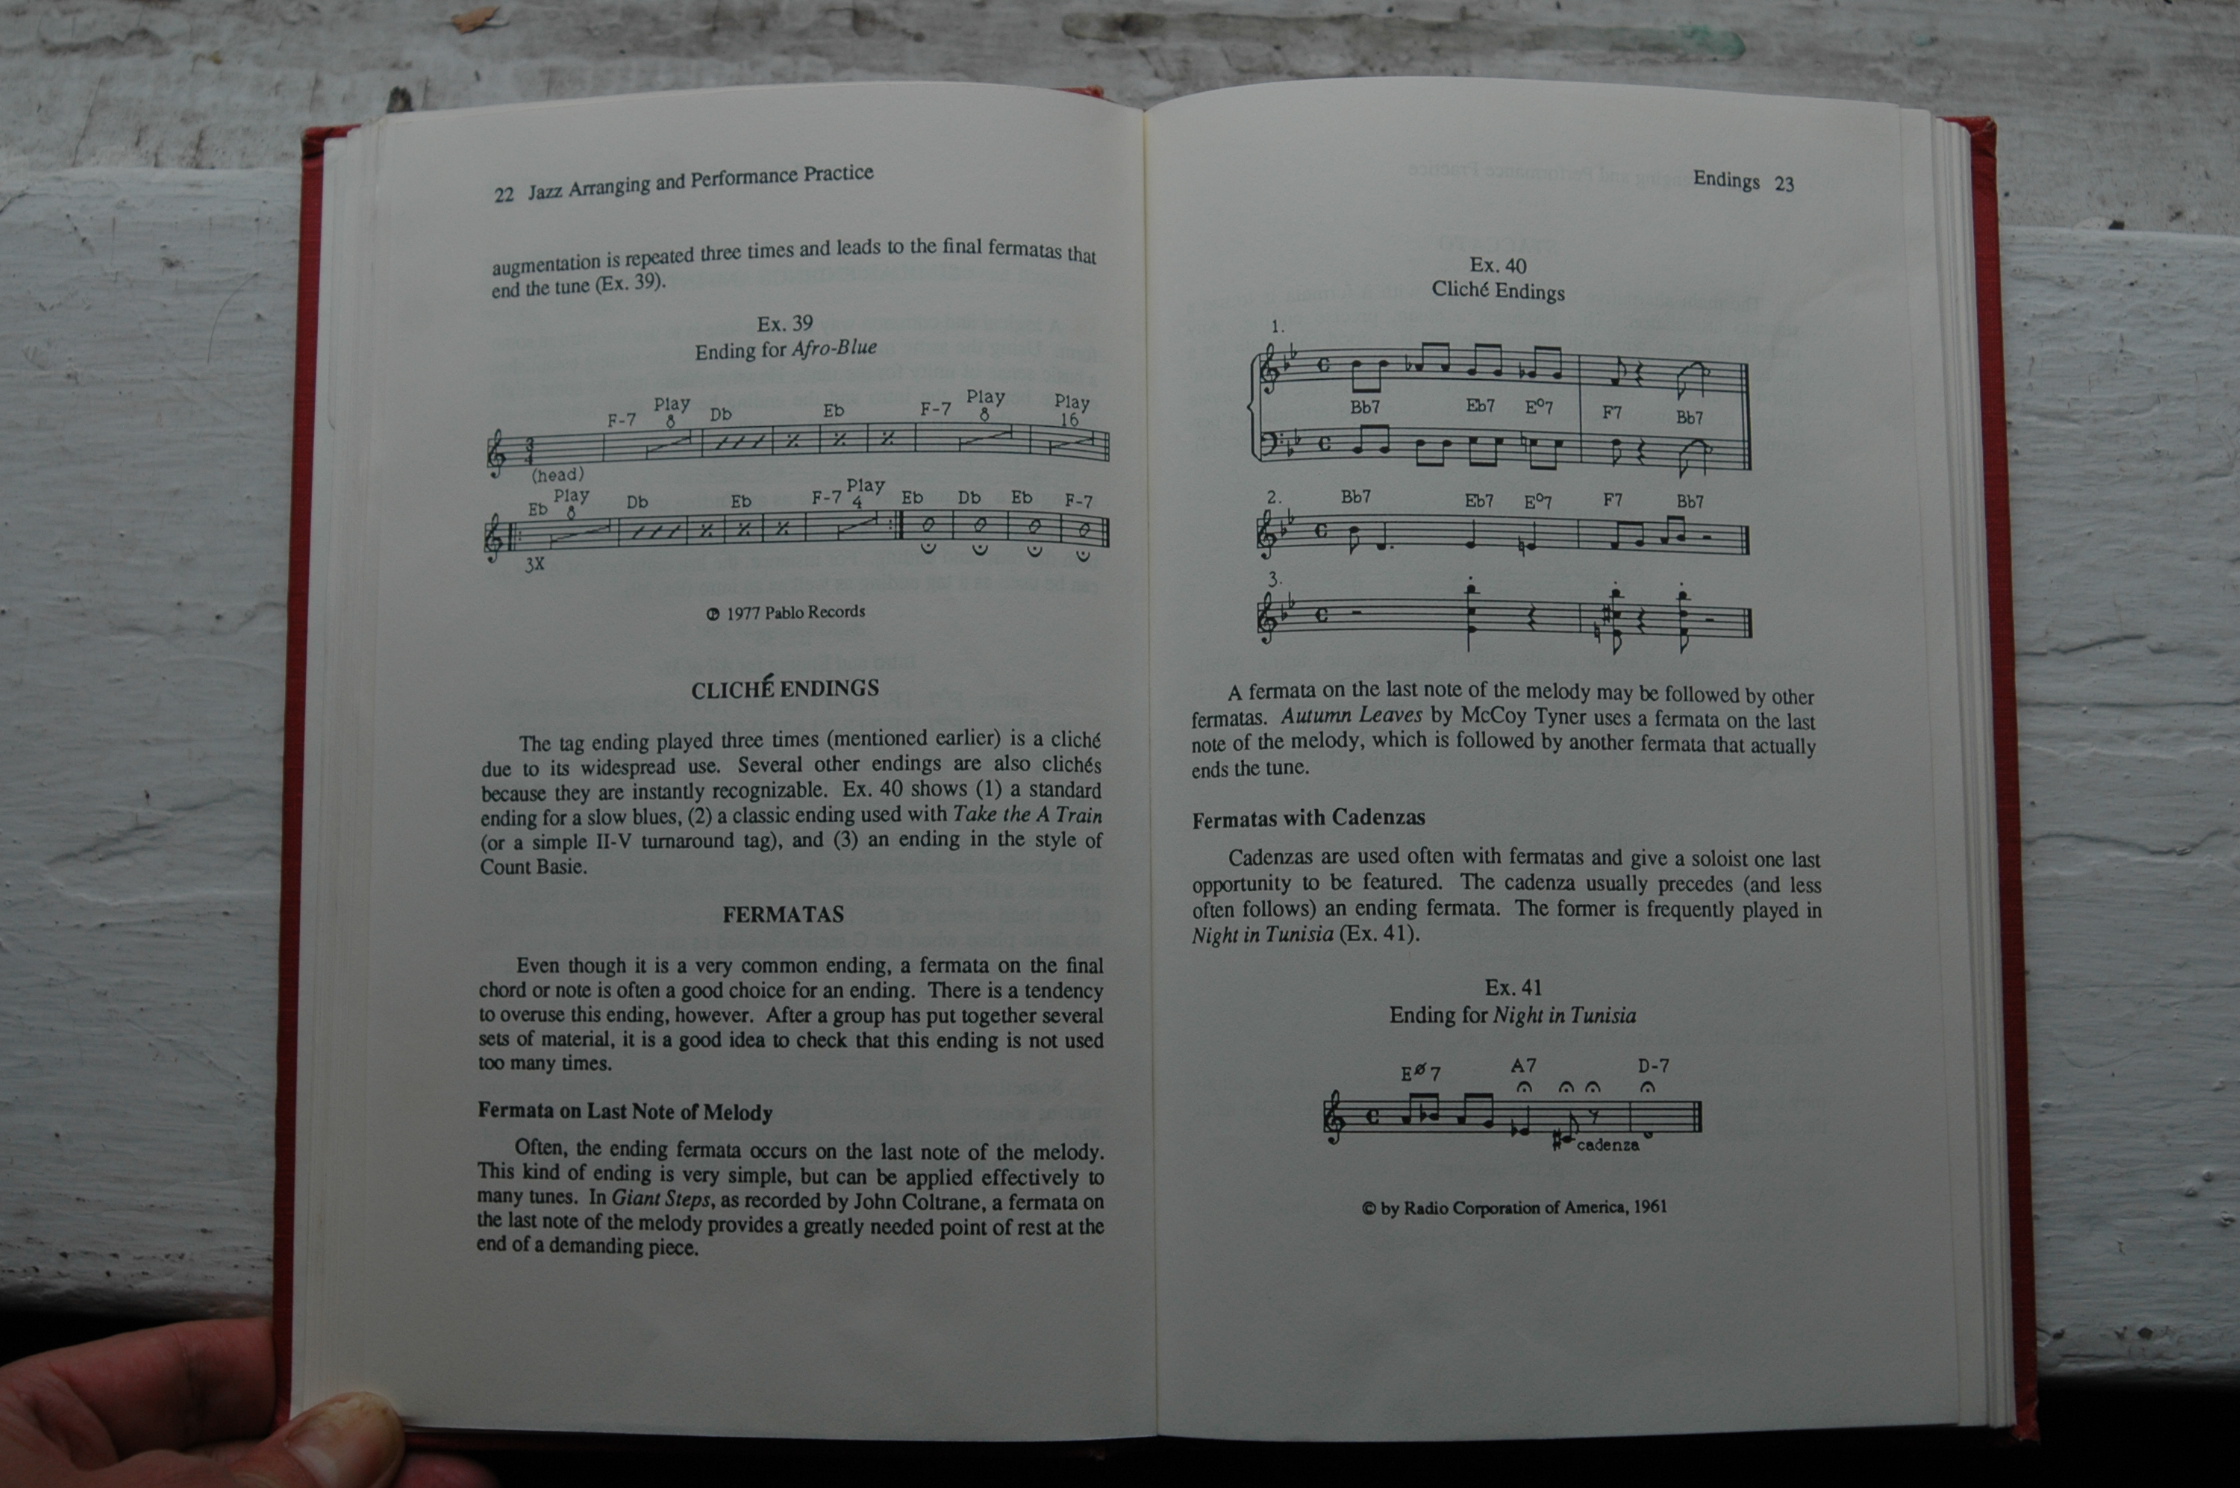 22 Jazz Arranging and Performance Practice
augmentation is repeated three times and leads to the final fermatas that
end the tune (Ex. 39).
Ex. 39
Ending for Afro-Blue
F-7 Play 8 Db Eb F-7 Play 8 Play 16
(head)
Eb Play 8 Db Eb F-7 Play 4 Eb Db Eb F-7
3X
℗ 1977 Pablo Records
CLICHÉ ENDINGS
The tag ending played three times (mentioned earlier) is a cliché
due to its widespread use. Several other endings are also clichés
because they are instantly recognizable. Ex. 40 shows (1) a standard
ending for a slow blues, (2) a classic ending used with Take the A Train
(or a simple II-V turnaround tag), and (3) an ending in the style of
Count Basie.
FERMATAS
Even though it is a very common ending, a fermata on the final
chord or note is often a good choice for an ending. There is a tendency
to overuse this ending, however. After a group has put together several
sets of material, it is a good idea to check that this ending is not used
too many times.
Fermata on Last Note of Melody
Often, the ending fermata occurs on the last note of the melody.
This kind of ending is very simple, but can be applied effectively to
many tunes. In Giant Steps, as recorded by John Coltrane, a fermata on
the last note of the melody provides a greatly needed point of rest at the
end of a demanding piece.
Endings 23
Ex. 40
Cliché Endings
1.
Bb7 Eb7 Eº7 F7 Bb7
2. Bb7 Eb7 Eº7 F7 Bb7
3.
A fermata on the last note of the melody may be followed by other
fermatas. Autumn Leaves by McCoy Tyner uses a fermata on the last
note of the melody, which is followed by another fermata that actually
ends the tune.
Fermatas with Cadenzas
Cadenzas are used often with fermatas and give a soloist one last
opportunity to be featured. The cadenza usually precedes (and less
often follows) an ending fermata. The former is frequently played in
Night in Tunisia (Ex. 41).
Ex. 41
Ending for Night in Tunisia
EØ7 A7 D-7
cadenza
© by Radio Corporation of America, 1961